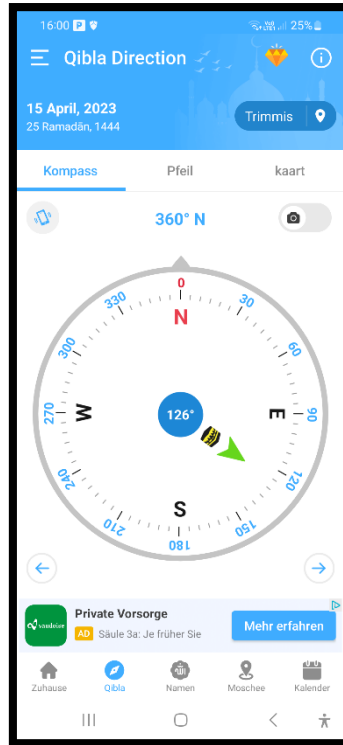 16:00 P 25%
Qibla Direction
15 April, 2023
25 Ramadān, 1444
Trimmis
Kompass Pfeil kaart
360° N
0
30
60
90
120
150
181
210
240
270
300
330
N
E
S
W
126°
Private Vorsorge
AD Säule 3a: Je früher Sie
Mehr erfahren
Zuhause Qibla Namen Moschee Kalender